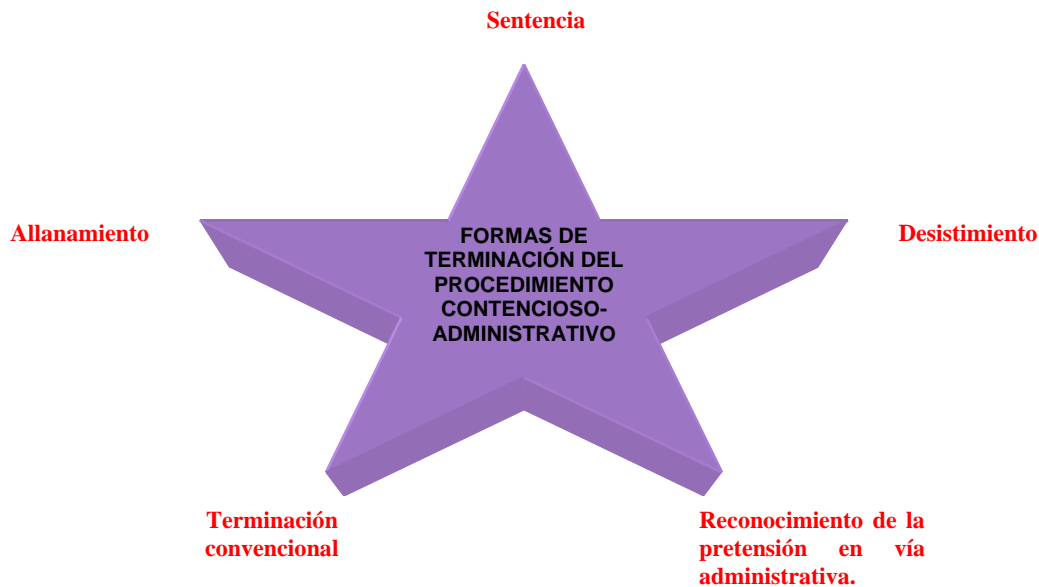 Sentencia
Allanamiento
Desistimiento
FORMAS DE
TERMINACIÓN DEL
PROCEDIMIENTO
CONTENCIOSO-
ADMINISTRATIVO
Terminación
convencional
Reconocimiento de la
pretensión en vía
administrativa.